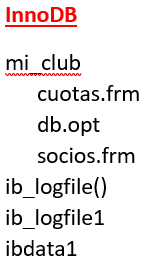 InnoDB
mi_club
cuotas.frm
db.opt
socios.frm
ib_logfile()
ib_logfile1
ibdata1